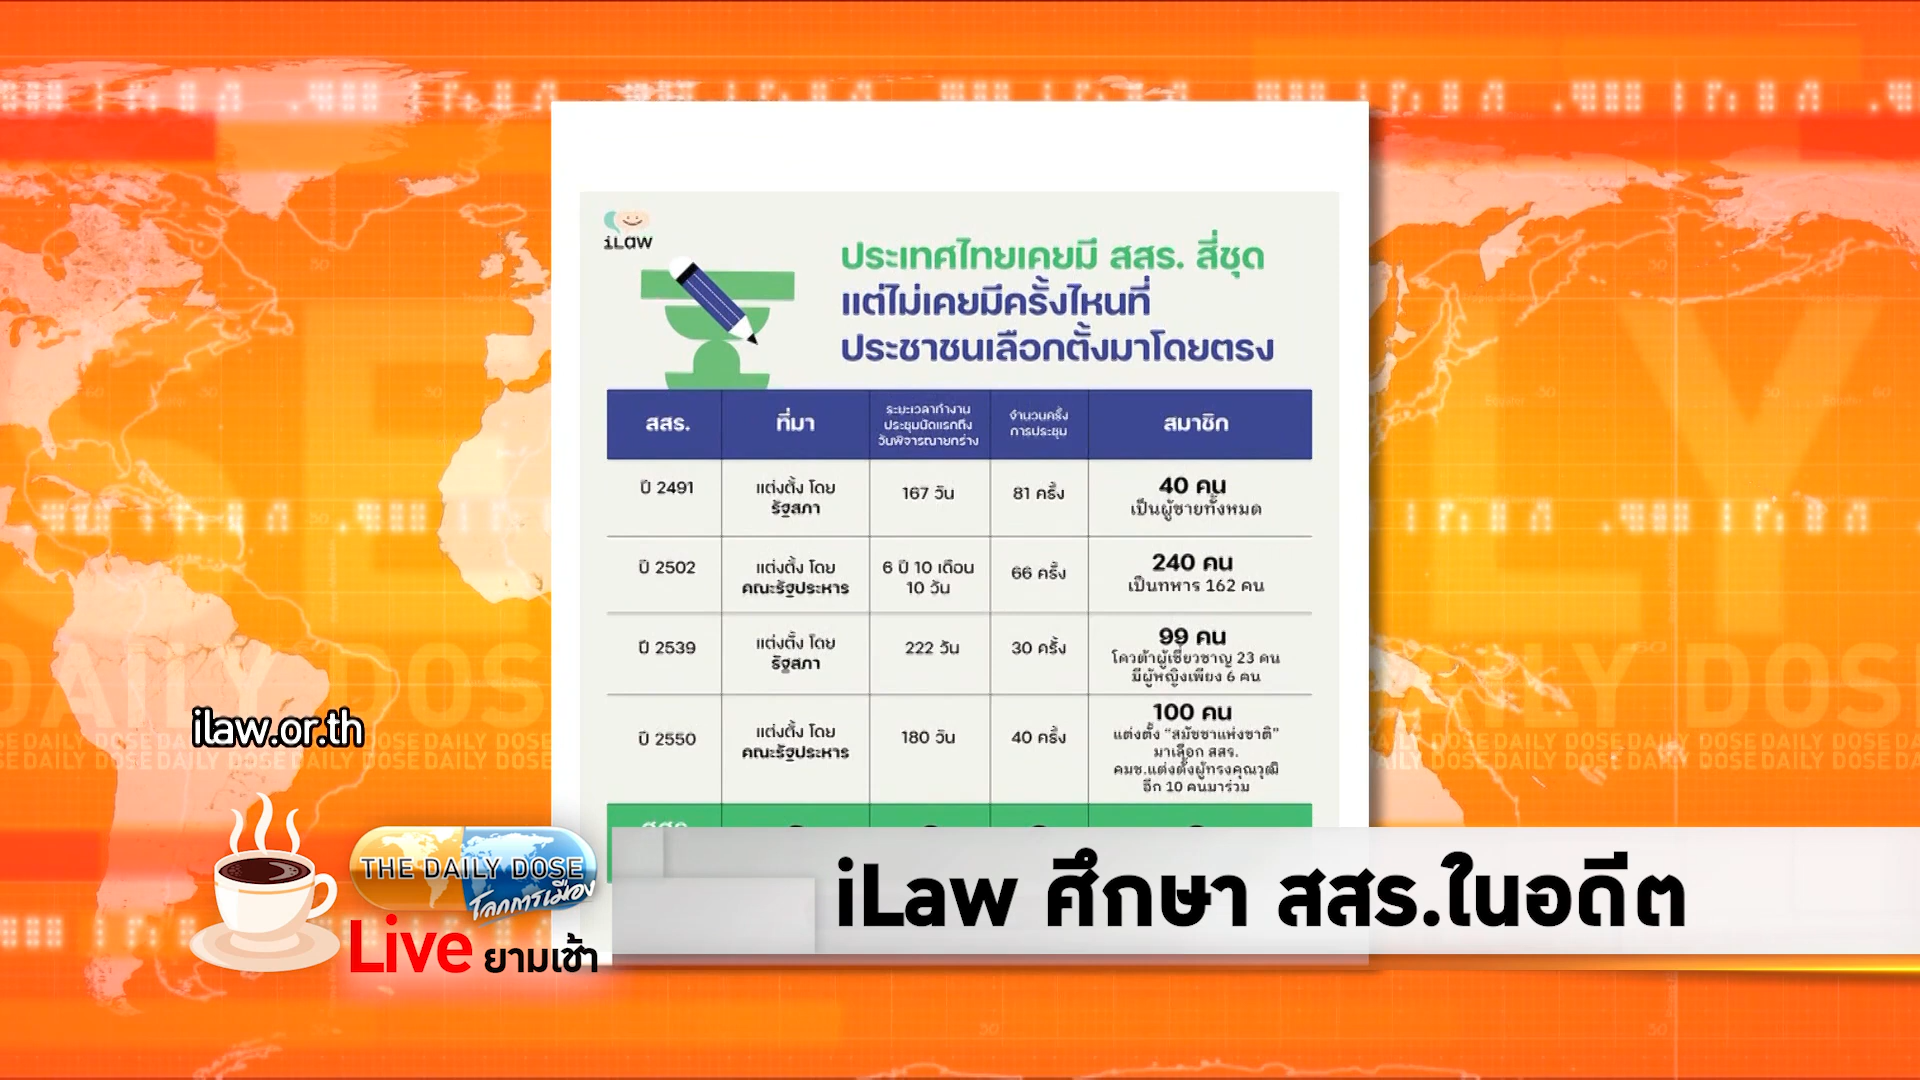 iLaw
ประเทศไทยเคยมี สสร. สี่ชุด
แต่ไม่เคยมีครั้งไหนที่
ประชาชนเลือกตั้งมาโดยตรง
สสร.
ที่มา
ระยะเวลาทำงาน
ประชุมนัดแรกถึง
วันพิจารณายกร่าง
จำนวนครั้ง
การประชุม
สมาชิก
ปี 2491
แต่งตั้ง โดย
รัฐสภา
167 วัน
81 ครั้ง
40 คน
เป็นผู้ชายทั้งหมด
ปี 2502
แต่งตั้ง โดย
คณะรัฐประหาร
6 ปี 10 เดือน
10 วัน
66 ครั้ง
240 คน
เป็นทหาร 162 คน
ปี 2539
แต่งตั้ง โดย
รัฐสภา
222 วัน
30 ครั้ง
99 คน
โควต้าผู้เชี่ยวชาญ 23 คน
มีผู้หญิงเพียง 6 คน
ปี 2550
แต่งตั้ง โดย
คณะรัฐประหาร
180 วัน
40 ครั้ง
100 คน
แต่งตั้ง “สมัชชาแห่งชาติ”
มาเลือก สสร.
คมช.แต่งตั้งผู้ทรงคุณวุฒิ
อีก 10 คนมาร่วม
ilaw.or.th
THE DAILY DOSE
โลกการเมือง
Live ยามเช้า
iLaw ศึกษา สสร.ในอดีต